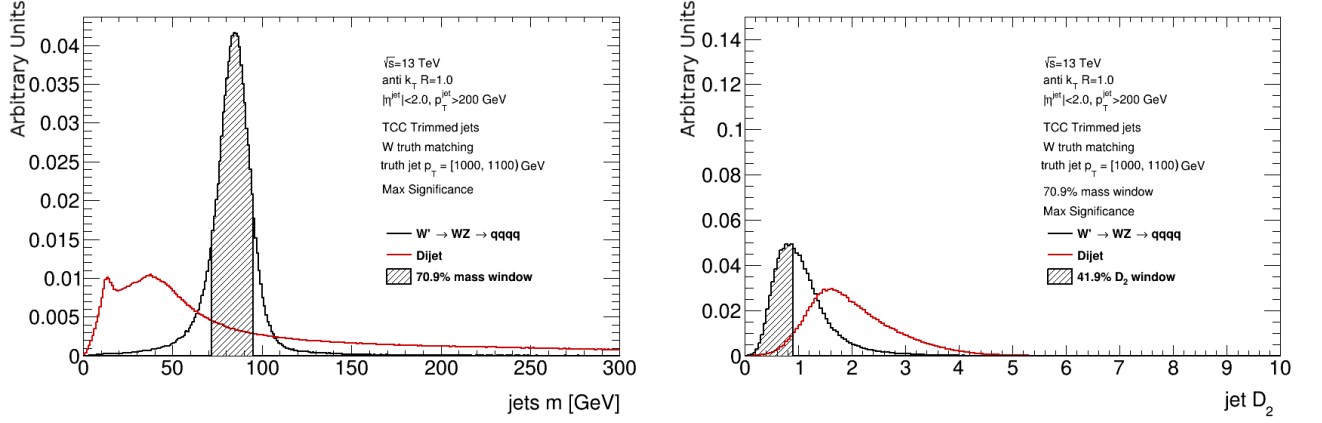 Arbitrary Units
0.04
0.035
0.03
0.025
0.02
0.015
0.01
0.005
0
0 50 100 150 200 250 300
jets m [GeV]
√s=13 TeV
anti k_T R=1.0
|η^jet|<2.0, p_T^jet>200 GeV
TCC Trimmed jets
W truth matching
truth jet p_T = [1000, 1100) GeV
Max Significance
W' → WZ → qqqq
Dijet
70.9% mass window
Arbitrary Units
0.14
0.12
0.1
0.08
0.06
0.04
0.02
0
0 1 2 3 4 5 6 7 8 9 10
jet D_2
√s=13 TeV
anti k_T R=1.0
|η^jet|<2.0, p_T^jet>200 GeV
TCC Trimmed jets
W truth matching
truth jet p_T = [1000, 1100) GeV
70.9% mass window
Max Significance
W' → WZ → qqqq
Dijet
41.9% D_2 window